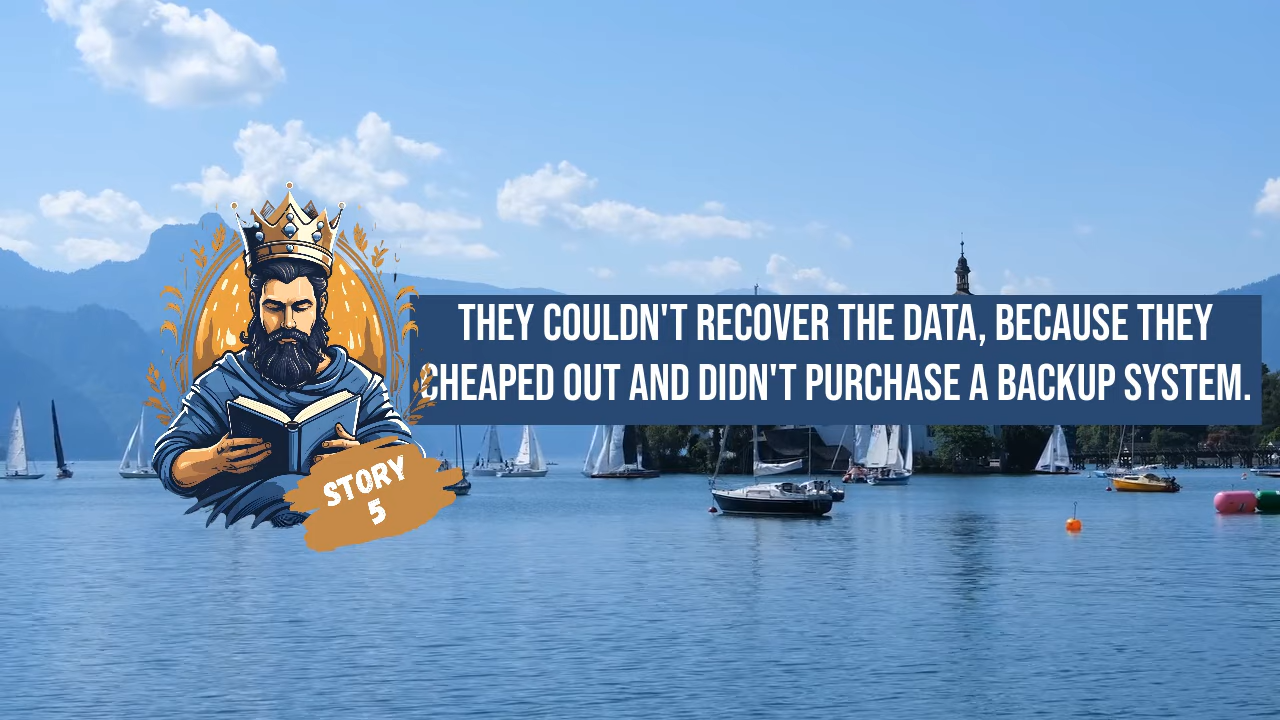 THEY COULDN'T RECOVER THE DATA, BECAUSE THEY
CHEAPED OUT AND DIDN'T PURCHASE A BACKUP SYSTEM.
STORY
5